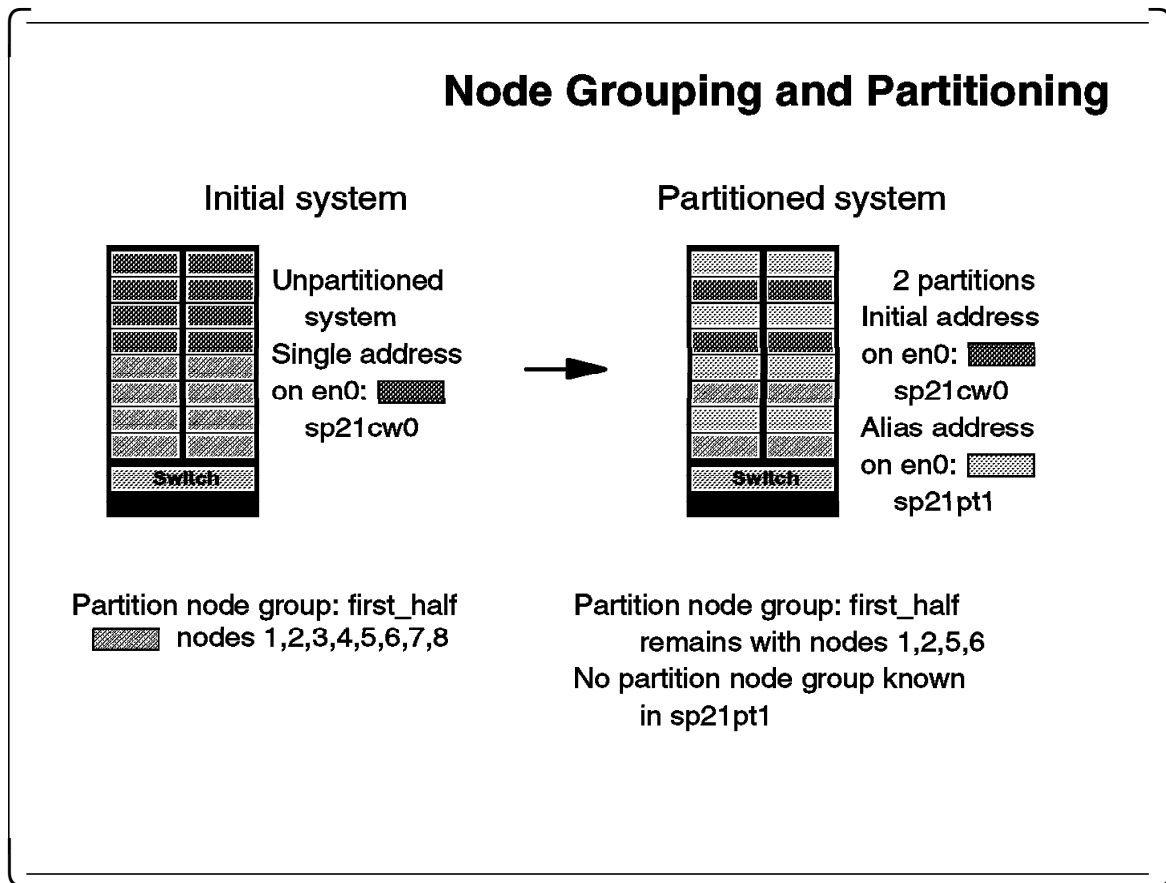 Node Grouping and Partitioning
Initial system
Unpartitioned
system
Single address
on en0:
sp21cw0
Switch
Partition node group: first_half
nodes 1,2,3,4,5,6,7,8
Partitioned system
2 partitions
Initial address
on en0:
sp21cw0
Alias address
on en0:
sp21pt1
Switch
Partition node group: first_half
remains with nodes 1,2,5,6
No partition node group known
in sp21pt1